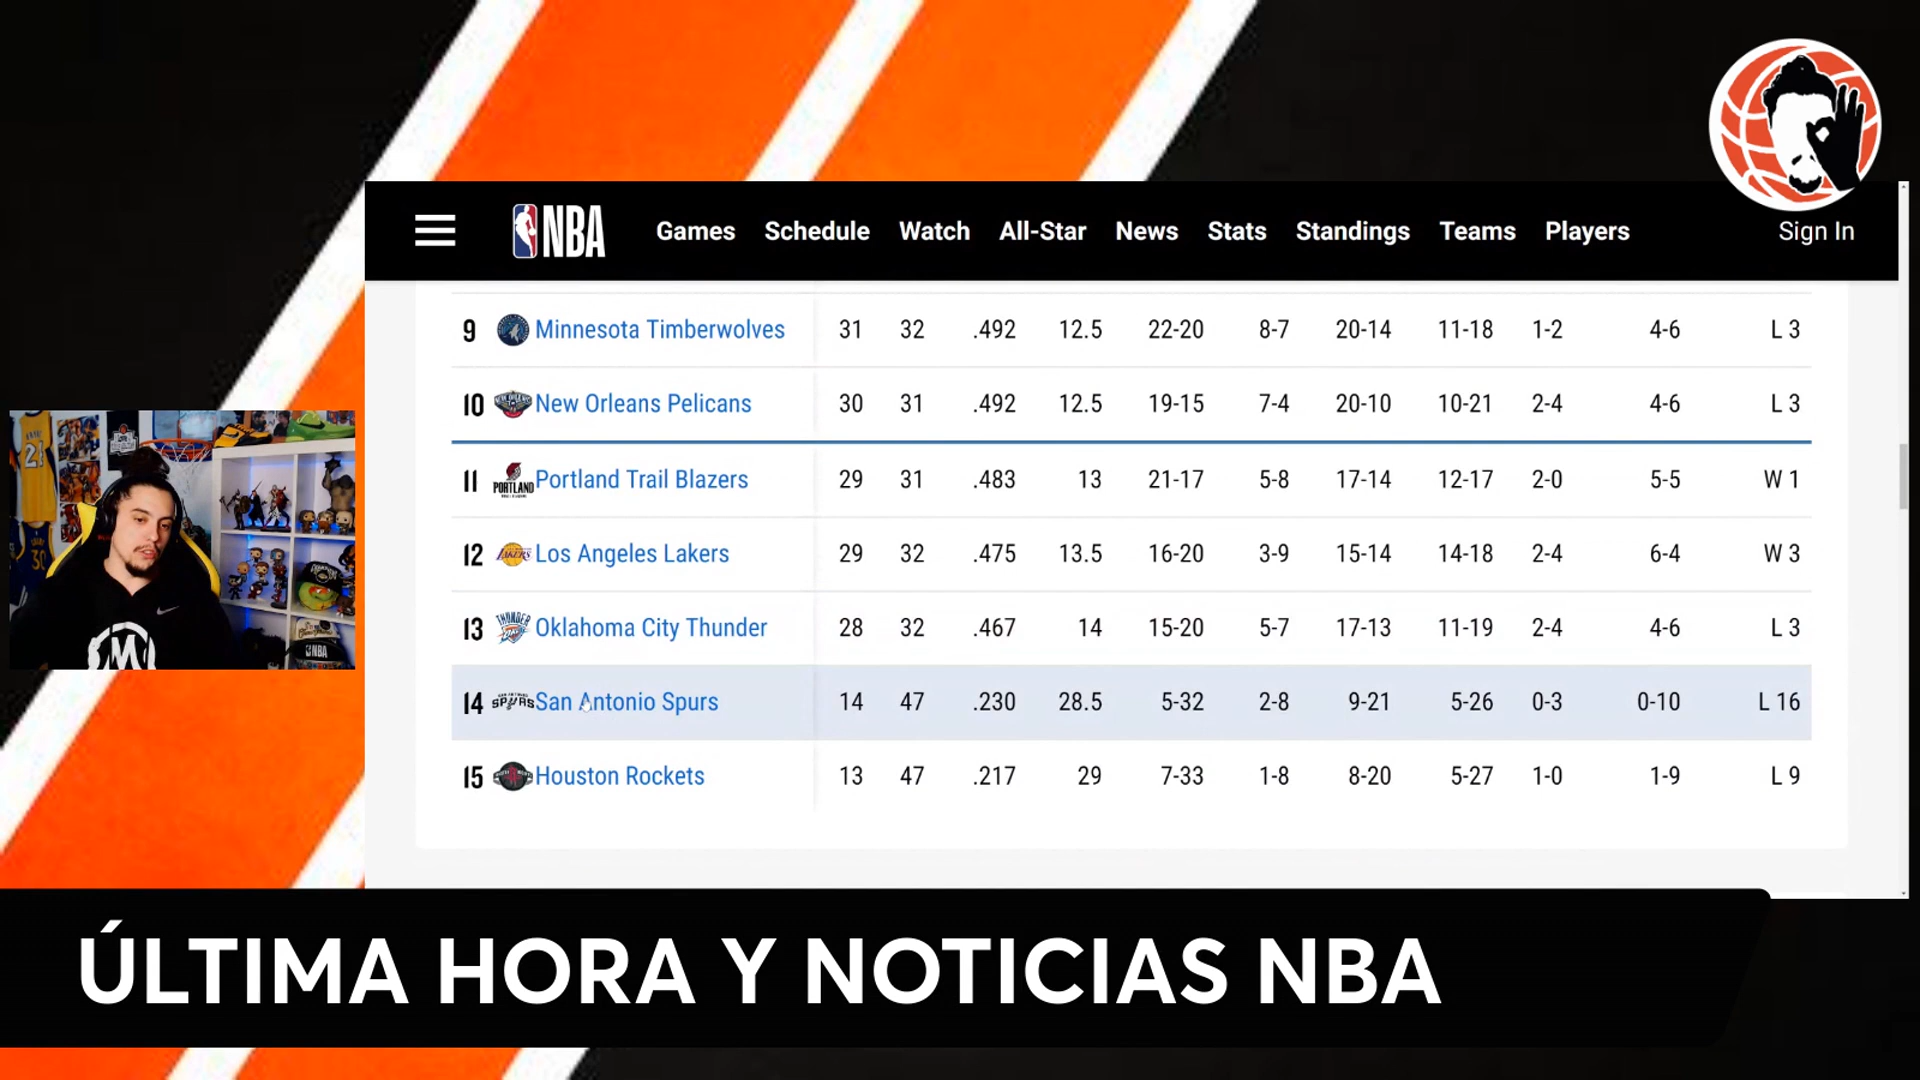 NBA Games Schedule Watch All-Star News Stats Standings Teams Players Sign In
9 Minnesota Timberwolves 31 32 .492 12.5 22-20 8-7 20-14 11-18 1-2 4-6 L 3
10 New Orleans Pelicans 30 31 .492 12.5 19-15 7-4 20-10 10-21 2-4 4-6 L 3
11 PORTLAND Portland Trail Blazers 29 31 .483 13 21-17 5-8 17-14 12-17 2-0 5-5 W 1
12 LAKERS Los Angeles Lakers 29 32 .475 13.5 16-20 3-9 15-14 14-18 2-4 6-4 W 3
13 THUNDER OKC Oklahoma City Thunder 28 32 .467 14 15-20 5-7 17-13 11-19 2-4 4-6 L 3
14 SPURS San Antonio Spurs 14 47 .230 28.5 5-32 2-8 9-21 5-26 0-3 0-10 L 16
15 Houston Rockets 13 47 .217 29 7-33 1-8 8-20 5-27 1-0 1-9 L 9
24
30
M
NBA
ÚLTIMA HORA Y NOTICIAS NBA